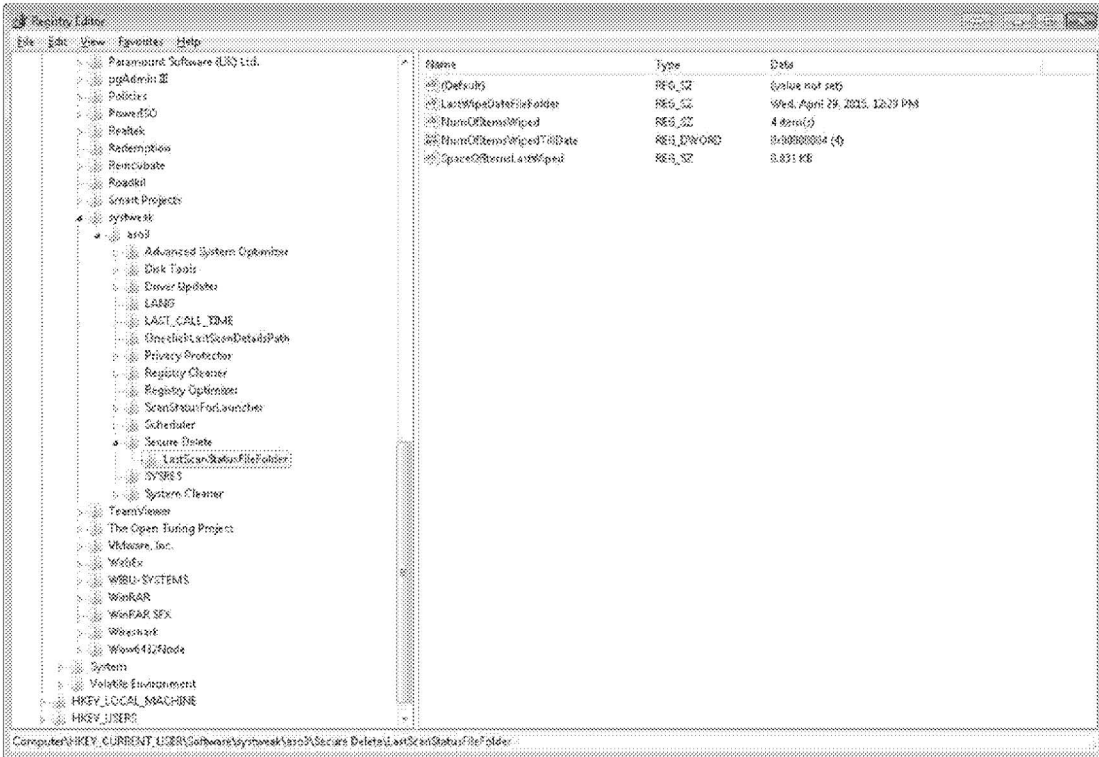 Registry Editor
File Edit View Favorites Help
Paramount Software (UK) Ltd.
pgAdmin III
Policies
PowerISO
Realtek
Redemption
Reincubate
Roadkil
Smart Projects
systweak
aso3
Advanced System Optimizer
Disk Tools
Driver Updater
LANG
LAST_CALL_TIME
OneclickLastScanDetailsPath
Privacy Protector
Registry Cleaner
Registry Optimizer
ScanStatusForLauncher
Scheduler
Secure Delete
LastScanStatusFileFolder
SYSRES
System Cleaner
TeamViewer
The Open Turing Project
VMware, Inc.
WebEx
WIBU-SYSTEMS
WinRAR
WinRAR SFX
Wireshark
Wow6432Node
System
Volatile Environment
HKEY_LOCAL_MACHINE
HKEY_USERS
Name Type Data
(Default) REG_SZ (value not set)
LastWipeDateFileFolder REG_SZ Wed, April 29, 2015, 12:29 PM
NumOfItemsWiped REG_SZ 4 item(s)
NumOfItemsWipedTillDate REG_DWORD 0x00000004 (4)
SpaceOfItemsLastWiped REG_SZ 0.831 KB
Computer\HKEY_CURRENT_USER\Software\systweak\aso3\Secure Delete\LastScanStatusFileFolder